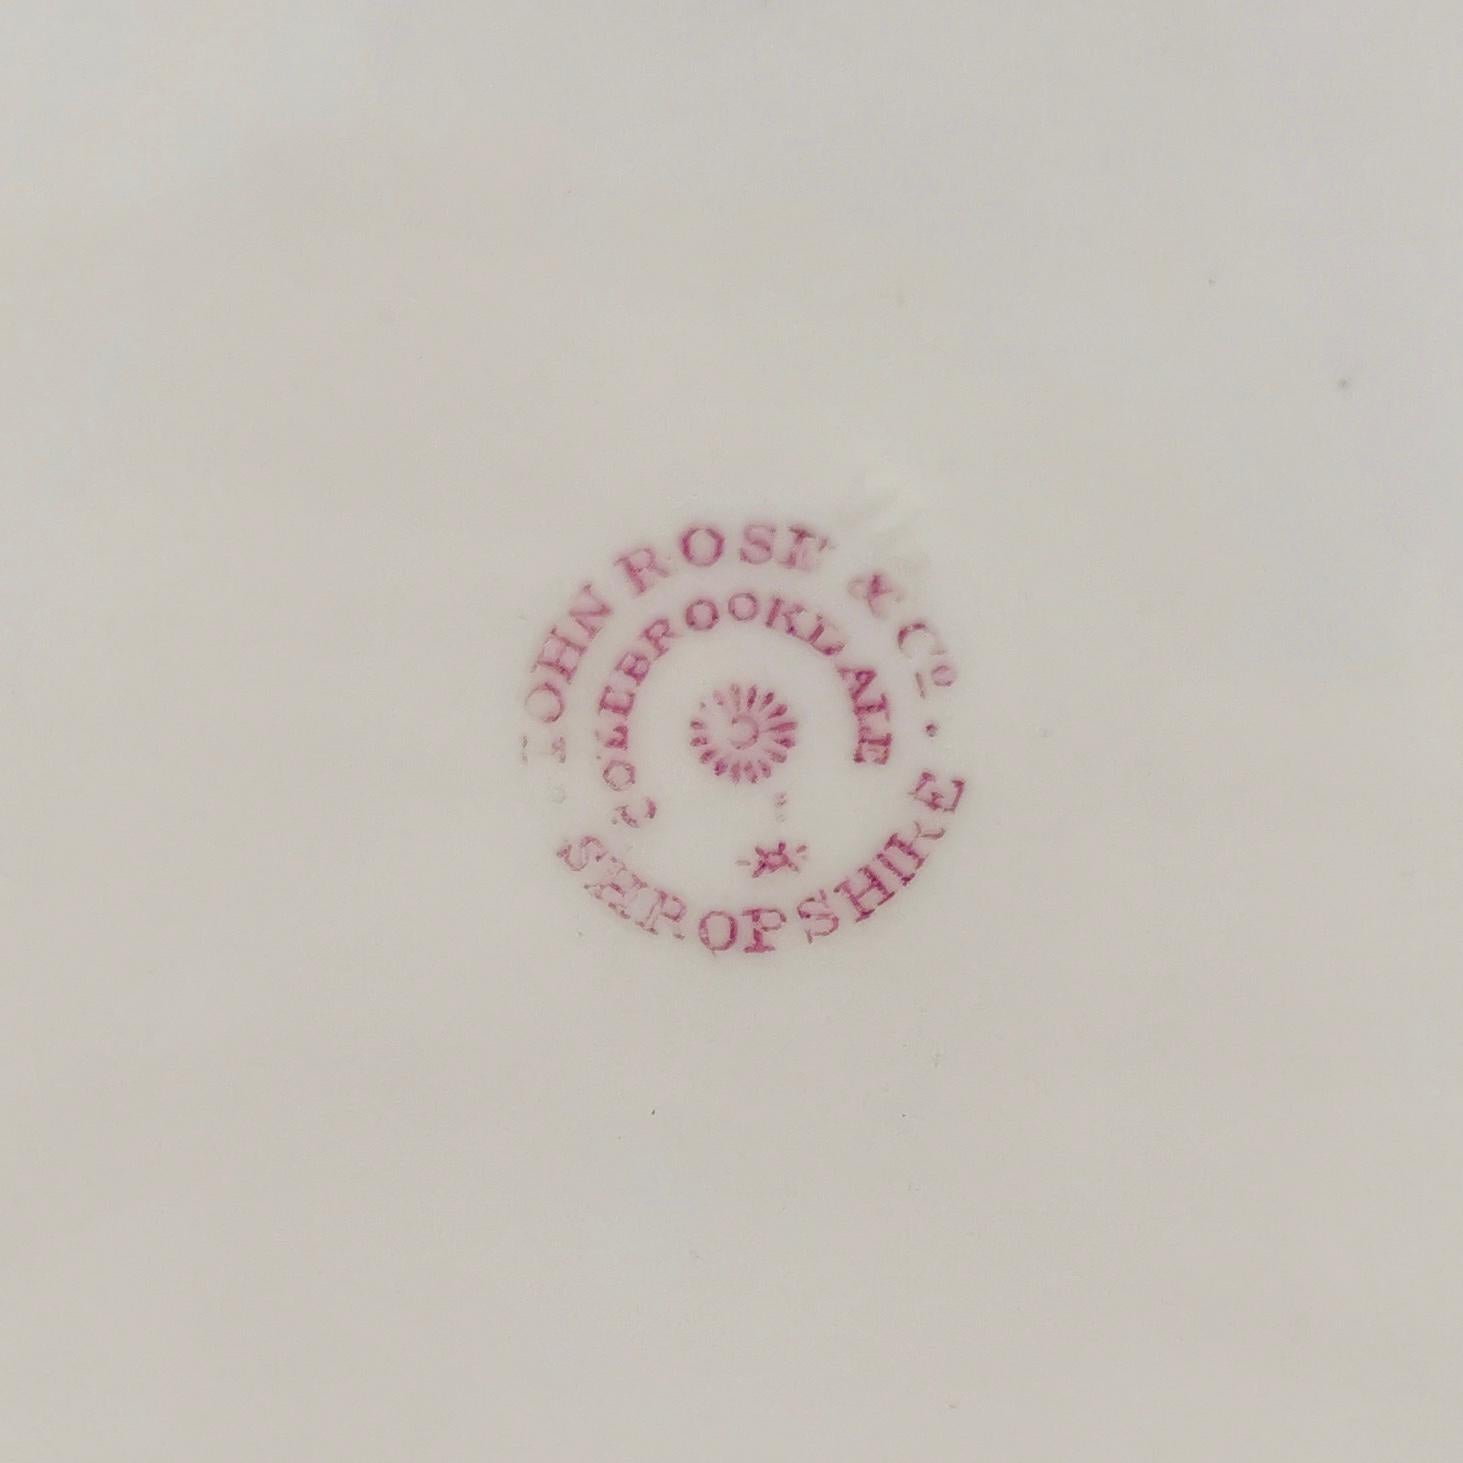 JOHN ROSE & Cº.
COLEBROOKDALE
SHROPSHIRE